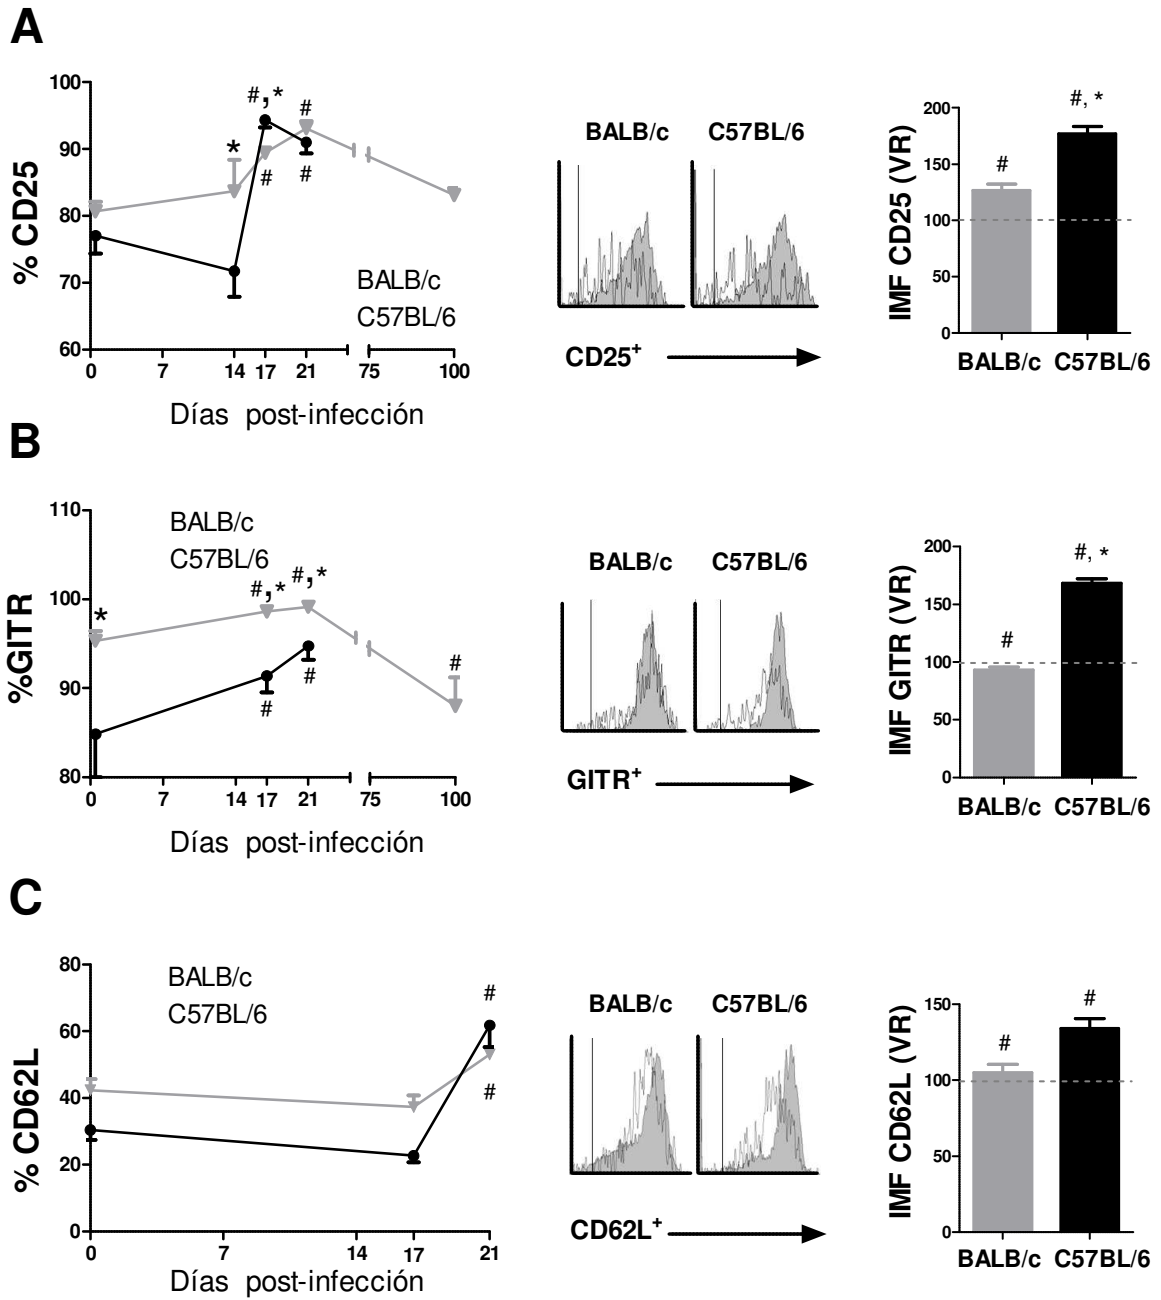 A
100
90
80
70
60
% CD25
#,*
#
*
#
#
BALB/c
C57BL/6
0 7 14 17 21 75 100
Días post-infección
BALB/c C57BL/6
CD25+
200
150
100
50
0
IMF CD25 (VR)
#
#, *
BALB/c C57BL/6
B
110
100
90
80
%GITR
BALB/c
C57BL/6
*
#,*
#,*
#
#
#
0 7 14 17 21 75 100
Días post-infección
BALB/c C57BL/6
GITR+
200
150
100
50
0
IMF GITR (VR)
#
#, *
BALB/c C57BL/6
C
80
60
40
20
0
% CD62L
BALB/c
C57BL/6
#
#
0 7 14 17 21
Días post-infección
BALB/c C57BL/6
CD62L+
150
100
50
0
IMF CD62L (VR)
#
#
BALB/c C57BL/6